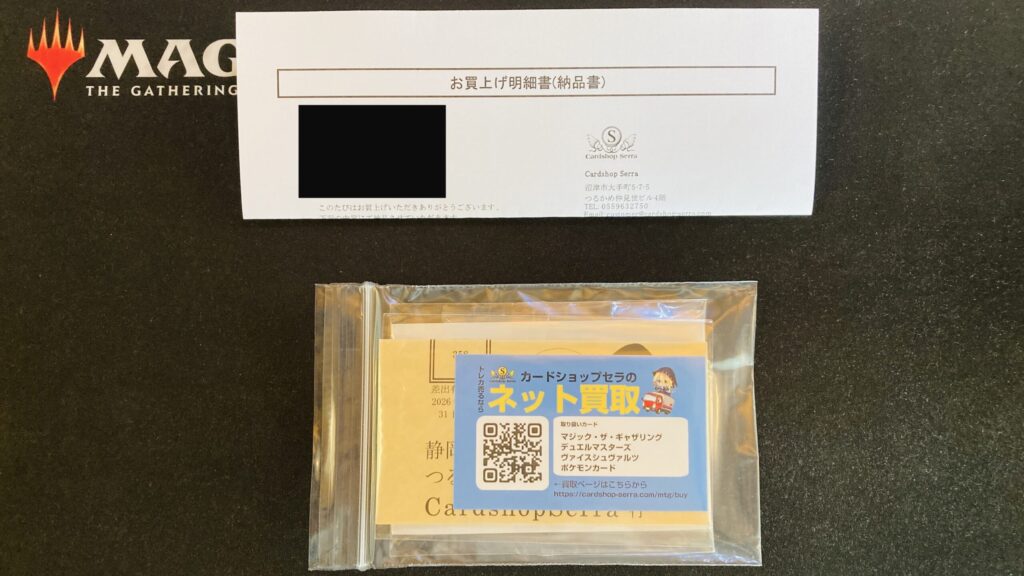 MAG
THE GATHERING
お買上げ明細書(納品書)
S
Cardshop Serra
Cardshop Serra
沼津市大手町5-7-5
つるかめ仲見世ビル4階
TEL 0559632750
このたびはお買上げいただきありがとうございます。
358
差出有
2026
31
静岡
つる
CardshopSerra 行
トレカ売るなら
S
カードショップセラの
ネット買取
取り扱いカード
マジック・ザ・ギャザリング
デュエルマスターズ
ヴァイスシュヴァルツ
ポケモンカード
←買取ページはこちらから
https://cardshop-serra.com/mtg/buy